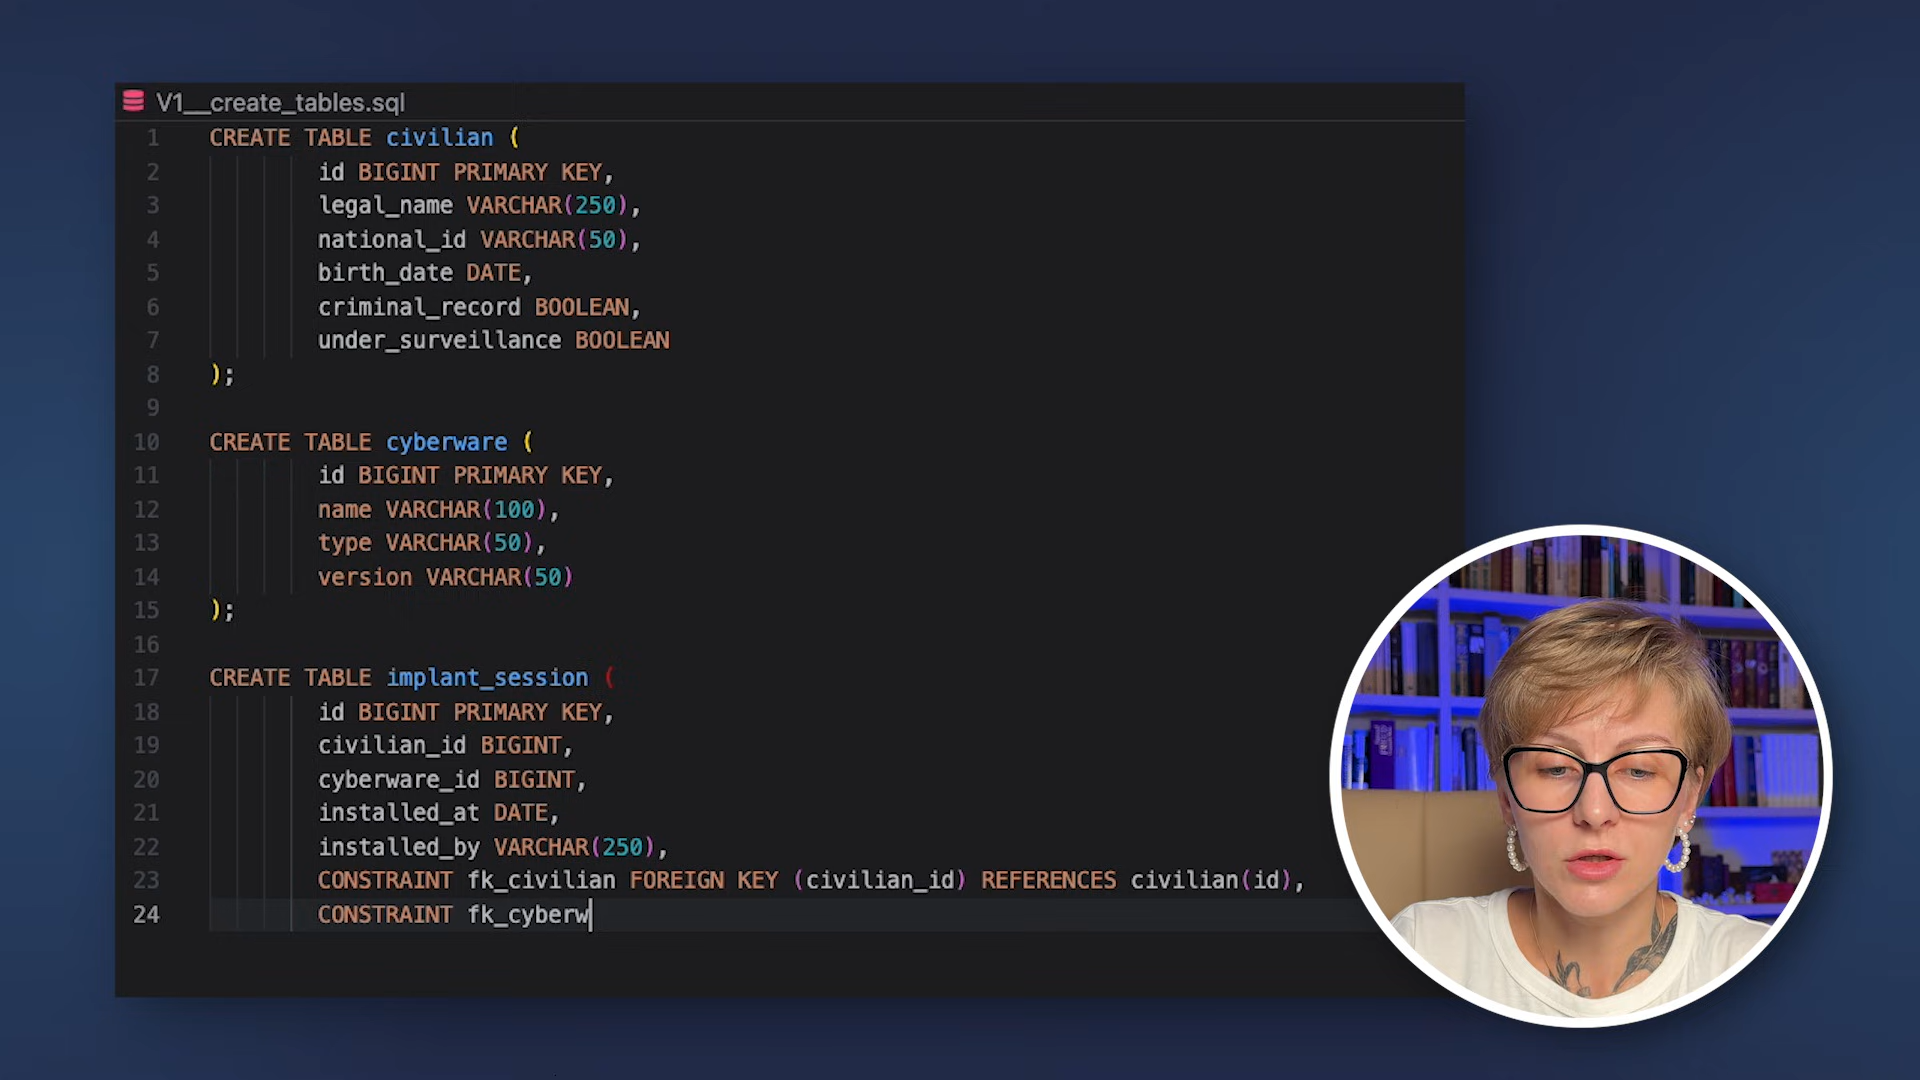 V1__create_tables.sql
1 CREATE TABLE civilian (
2 id BIGINT PRIMARY KEY,
3 legal_name VARCHAR(250),
4 national_id VARCHAR(50),
5 birth_date DATE,
6 criminal_record BOOLEAN,
7 under_surveillance BOOLEAN
8 );
9
10 CREATE TABLE cyberware (
11 id BIGINT PRIMARY KEY,
12 name VARCHAR(100),
13 type VARCHAR(50),
14 version VARCHAR(50)
15 );
16
17 CREATE TABLE implant_session (
18 id BIGINT PRIMARY KEY,
19 civilian_id BIGINT,
20 cyberware_id BIGINT,
21 installed_at DATE,
22 installed_by VARCHAR(250),
23 CONSTRAINT fk_civilian FOREIGN KEY (civilian_id) REFERENCES civilian(id),
24 CONSTRAINT fk_cyberw